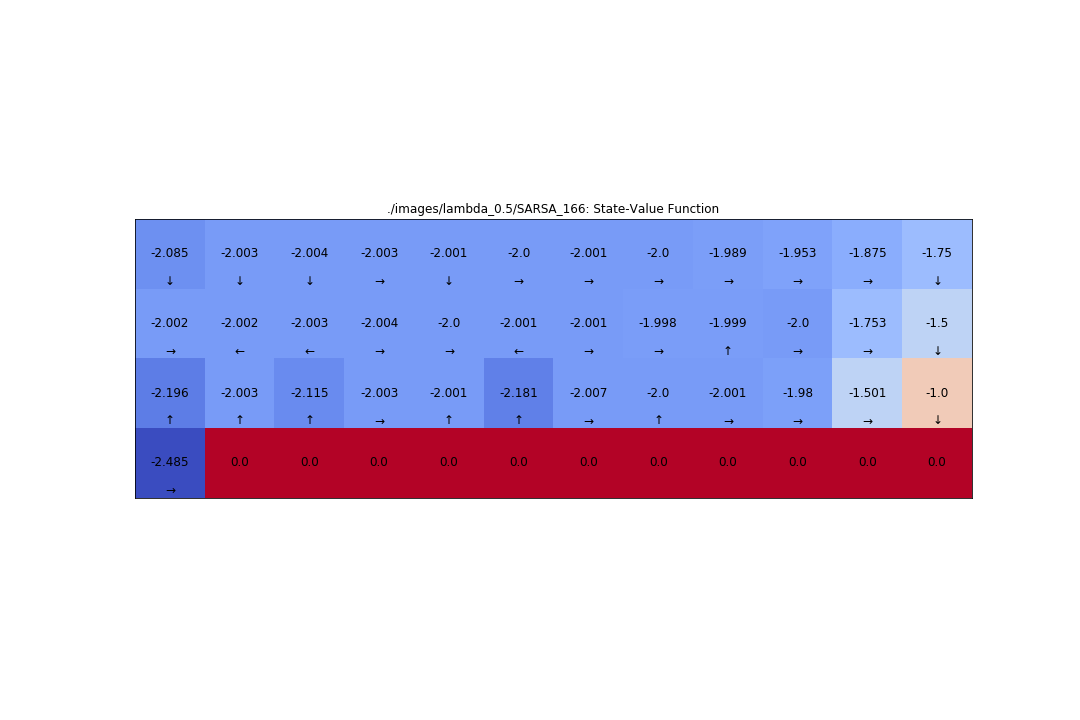 ./images/lambda_0.5/SARSA_166: State-Value Function
-2.085 -2.003 -2.004 -2.003 -2.001 -2.0 -2.001 -2.0 -1.989 -1.953 -1.875 -1.75
↓ ↓ ↓ → ↓ → → → → → → ↓
-2.002 -2.002 -2.003 -2.004 -2.0 -2.001 -2.001 -1.998 -1.999 -2.0 -1.753 -1.5
→ ← ← → → ← → → ↑ → → ↓
-2.196 -2.003 -2.115 -2.003 -2.001 -2.181 -2.007 -2.0 -2.001 -1.98 -1.501 -1.0
↑ ↑ ↑ → ↑ ↑ → ↑ → → → ↓
-2.485 0.0 0.0 0.0 0.0 0.0 0.0 0.0 0.0 0.0 0.0 0.0
→